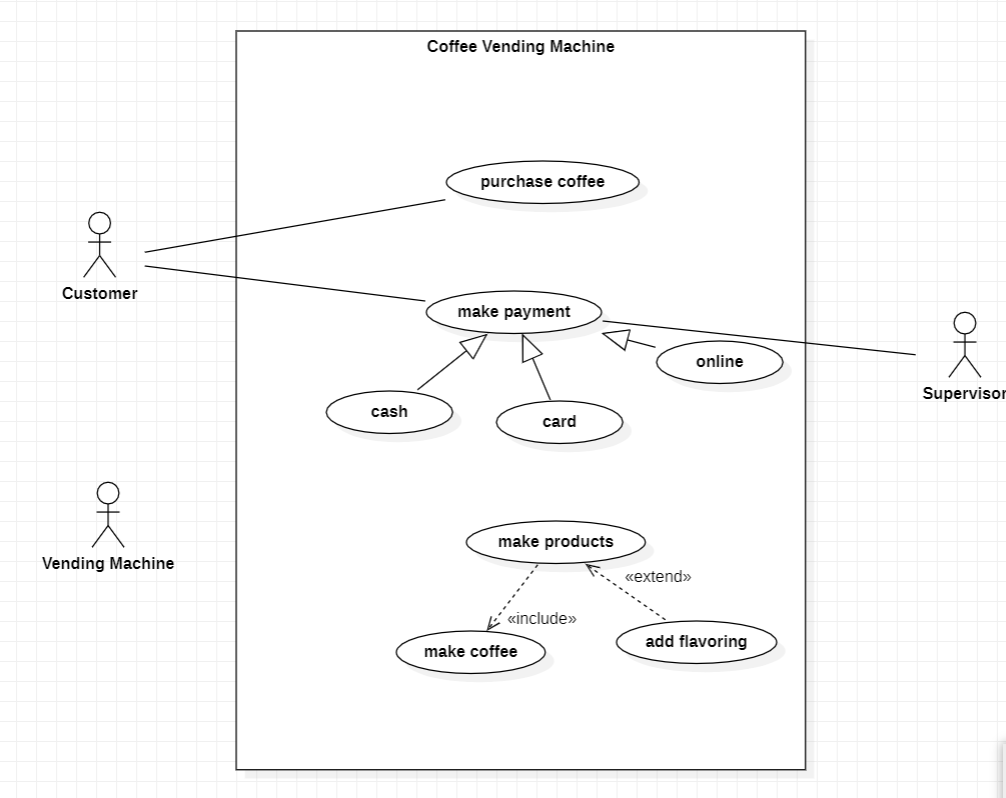 Coffee Vending Machine
purchase coffee
Customer
make payment
online
Supervisor
cash
card
make products
Vending Machine
«extend»
«include»
make coffee
add flavoring